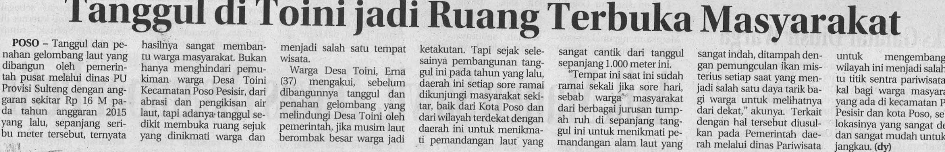 Tanggul di Toini jadi Ruang Terbuka Masyarakat
POSO – Tanggul dan pe-
nahan gelombang laut yang
dibangun oleh pemerin-
tah pusat melalui dinas PU
Provisi Sulteng dengan ang-
garan sekitar Rp 16 M pa-
da tahun anggaran 2015
yang lalu, sepanjang seri-
bu meter tersebut, ternyata
hasilnya sangat memban-
tu warga masyarakat. Bukan
hanya menghindari pemu-
kiman warga Desa Toini
Kecamatan Poso Pesisir, dari
abrasi dan pengikisan air
laut, tapi adanya tanggul se-
dikit membuka ruang sejuk
yang dinikmati warga dan
menjadi salah satu tempat
wisata.
Warga Desa Toini, Erna
(37) mengakui, sebelum
dibangunnya tanggul dan
penahan gelombang yang
melindungi Desa Toini oleh
pemerintah, jika musim laut
berombak besar warga jadi
ketakutan. Tapi sejak sele-
sainya pembangunan tang-
gul ini pada tahun yang lalu,
daerah ini setiap sore ramai
dikunjungi masyarakat seki-
tar, baik dari Kota Poso dan
dari wilayah terdekat dengan
daerah ini untuk menikma-
ti pemandangan laut yang
sangat cantik dari tanggul
sepanjang 1.000 meter ini.
"Tempat ini saat ini sudah
ramai sekali jika sore hari,
sebab warga masyarakat
dari berbagai jurusan tump-
ah ruh di sepanjang tang-
gul ini untuk menikmati pe-
mandangan alam laut yang
sangat indah, ditampah den-
gan pemunculan ikan mis-
terius setiap saat yang men-
jadi salah satu daya tarik ba-
gi warga untuk melihatnya
dari dekat," akunya. Terkait
dengan hal tersebut diusul-
kan pada Pemerintah dae-
rah melalui dinas Pariwisata
untuk mengembang
wilayah ini menjadi salah
tu titik sentra pariwisata
kal bagi warga masyara
yang ada di kecamatan P
Pesisir dan kota Poso, se
lokasinya yang sangat de
dan sangat mudah untuk
jangkau. (dy)